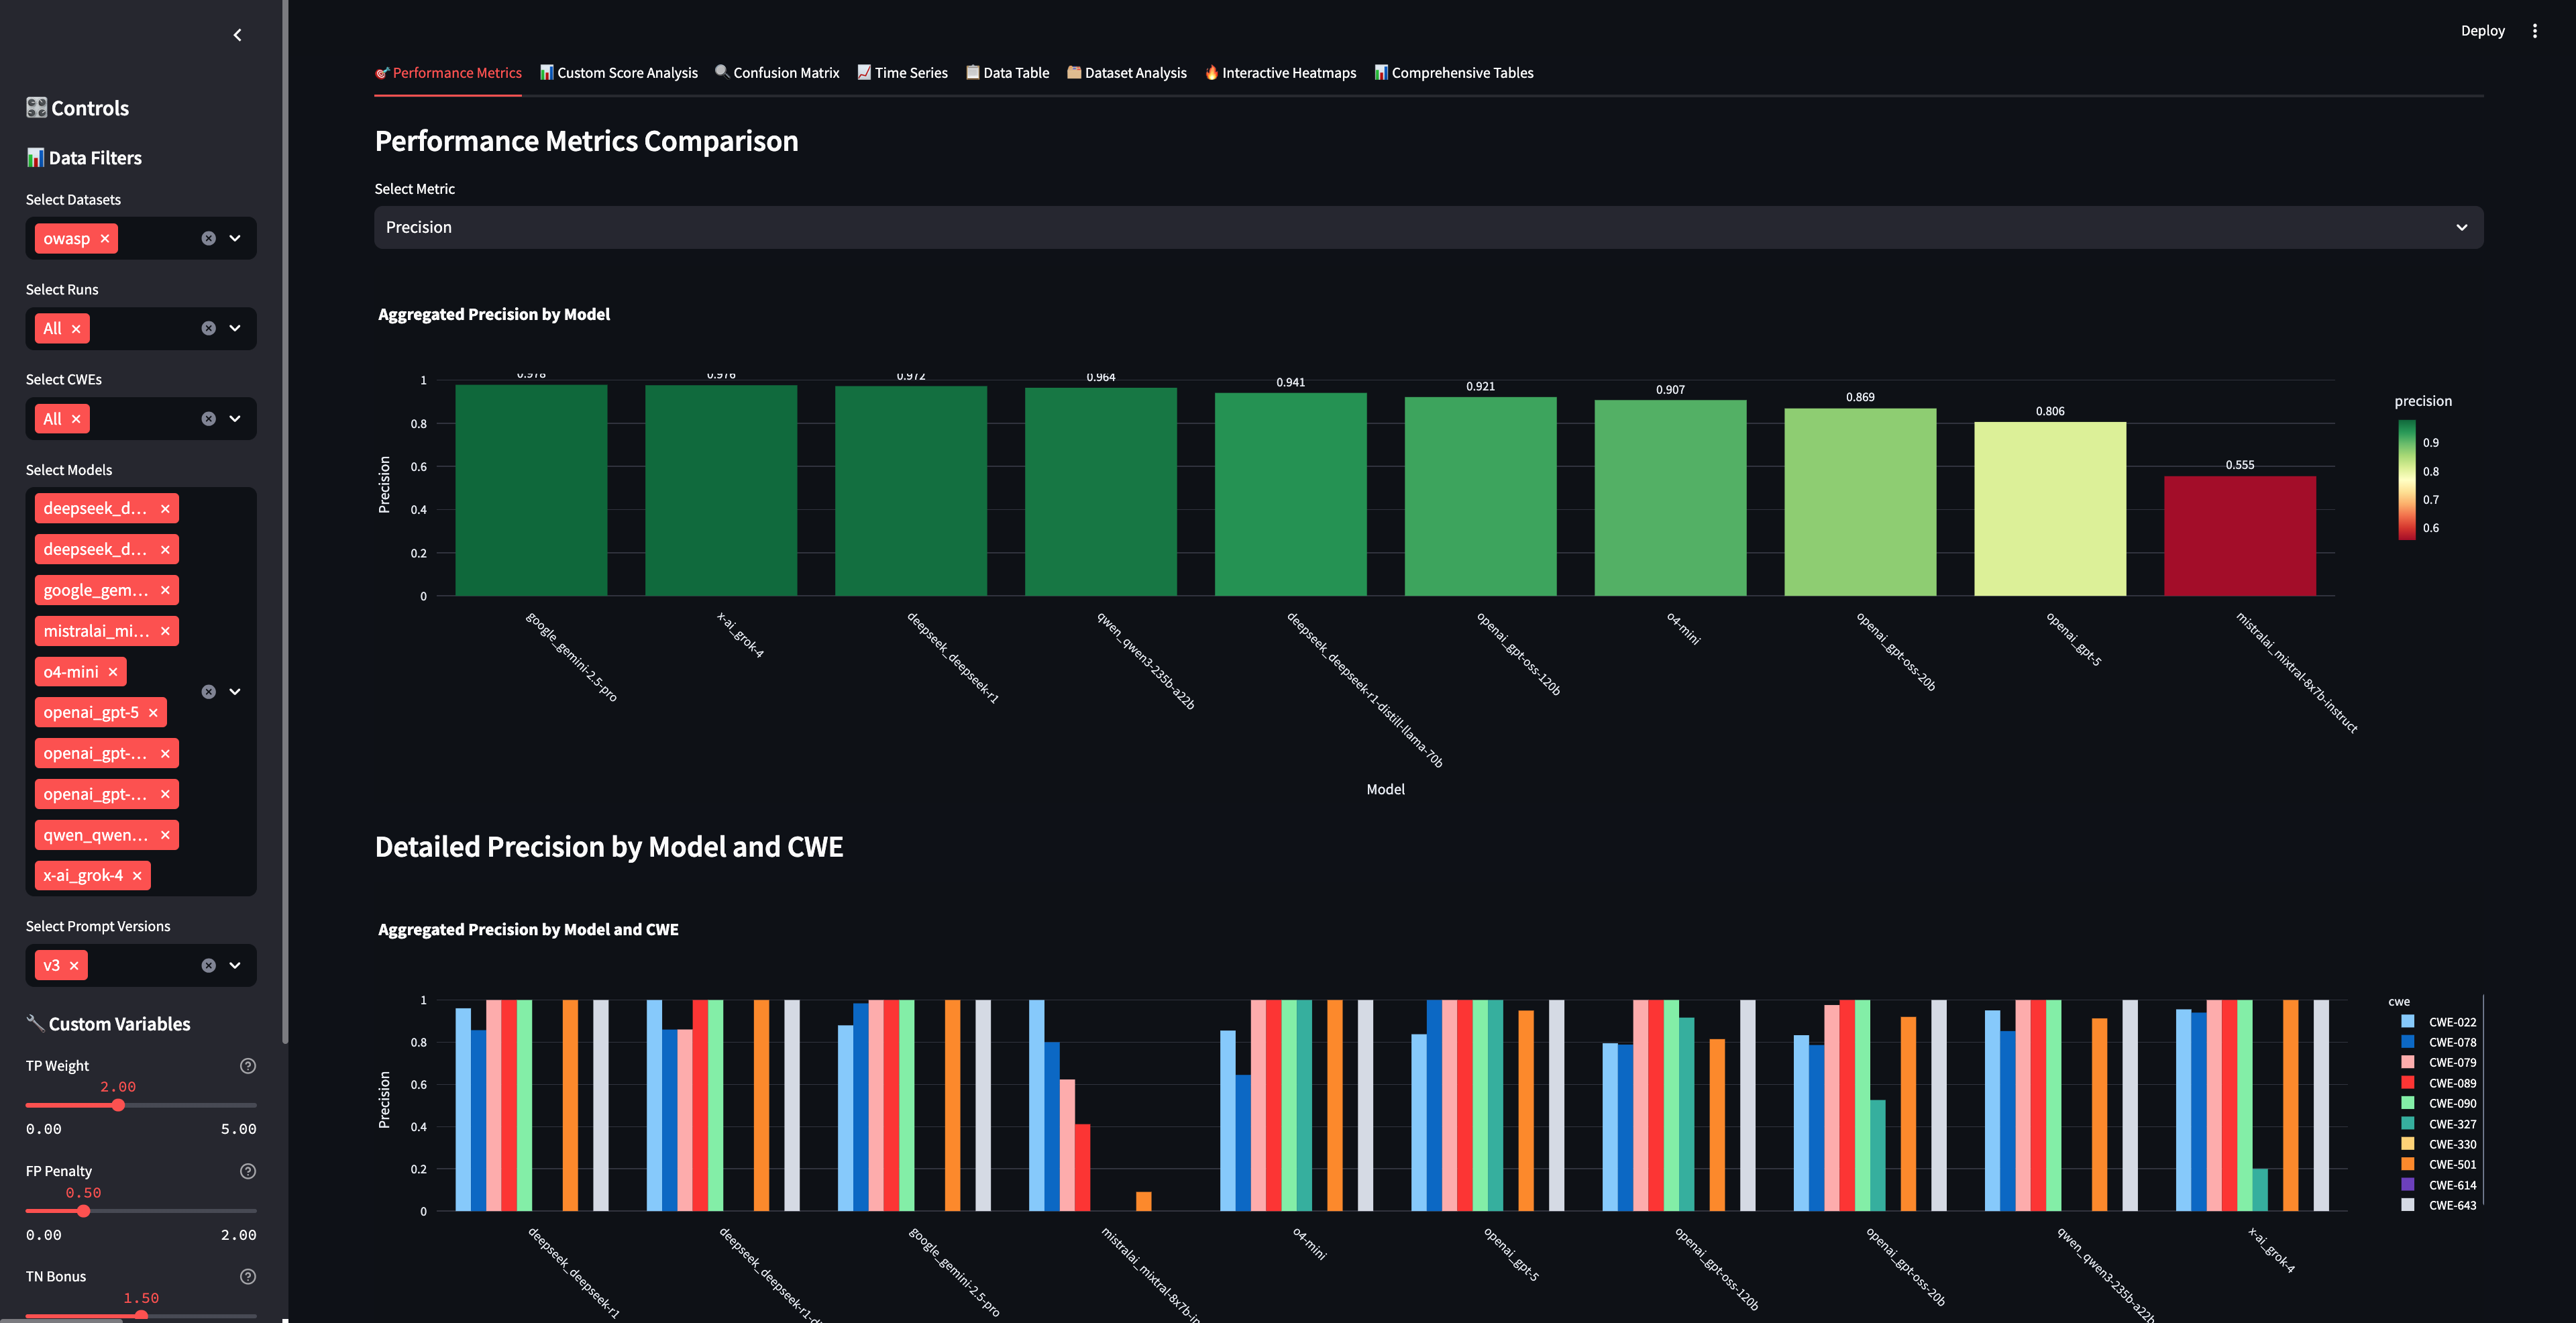 Deploy
Controls
Data Filters
Select Datasets
owasp
Select Runs
All
Select CWEs
All
Select Models
deepseek_d...
deepseek_d...
google_gem...
mistralai_mi...
o4-mini
openai_gpt-5
openai_gpt-...
openai_gpt-...
qwen_qwen...
x-ai_grok-4
Select Prompt Versions
v3
Custom Variables
TP Weight
2.00
0.00 5.00
FP Penalty
0.50
0.00 2.00
TN Bonus
1.50
Performance Metrics Custom Score Analysis Confusion Matrix Time Series Data Table Dataset Analysis Interactive Heatmaps Comprehensive Tables
Performance Metrics Comparison
Select Metric
Precision
Aggregated Precision by Model
0.978 0.976 0.972 0.964 0.941 0.921 0.907 0.869 0.806 0.555
1
0.8
0.6
0.4
0.2
0
Precision
google_gemini-2.5-pro
x-ai_grok-4
deepseek_deepseek-r1
qwen_qwen3-235b-a22b
deepseek_deepseek-r1-distill-llama-70b
openai_gpt-oss-120b
o4-mini
openai_gpt-oss-20b
openai_gpt-5
mistralai_mixtral-8x7b-instruct
Model
precision
0.9
0.8
0.7
0.6
Detailed Precision by Model and CWE
Aggregated Precision by Model and CWE
1
0.8
0.6
0.4
0.2
0
Precision
deepseek_deepseek-r1
deepseek_deepseek-r1-di
google_gemini-2.5-pro
mistralai_mixtral-8x7b-in
o4-mini
openai_gpt-5
openai_gpt-oss-120b
openai_gpt-oss-20b
qwen_qwen3-235b-a22b
x-ai_grok-4
cwe
CWE-022
CWE-078
CWE-079
CWE-089
CWE-090
CWE-327
CWE-330
CWE-501
CWE-614
CWE-643